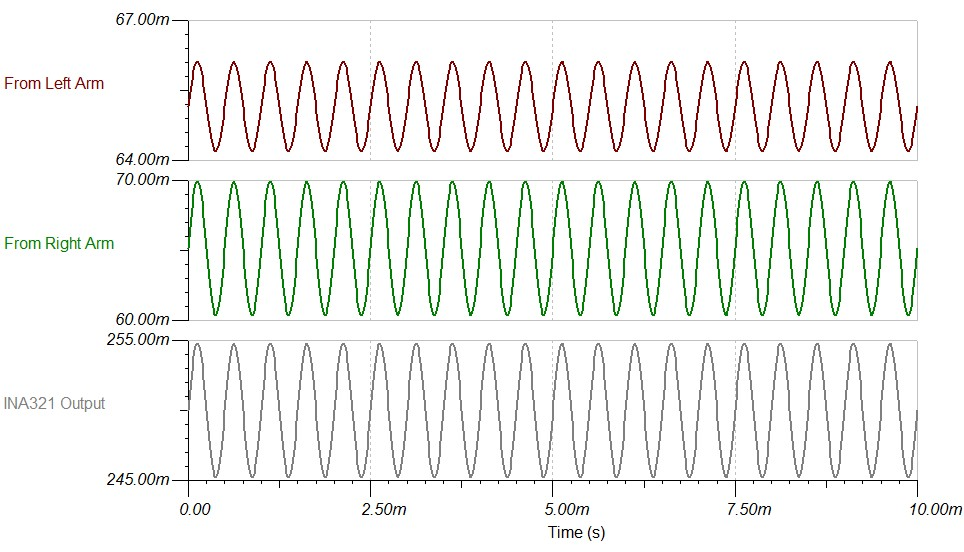 67.00m
From Left Arm
64.00m
70.00m
From Right Arm
60.00m
255.00m
INA321 Output
245.00m
0.00 2.50m 5.00m 7.50m 10.00m
Time (s)